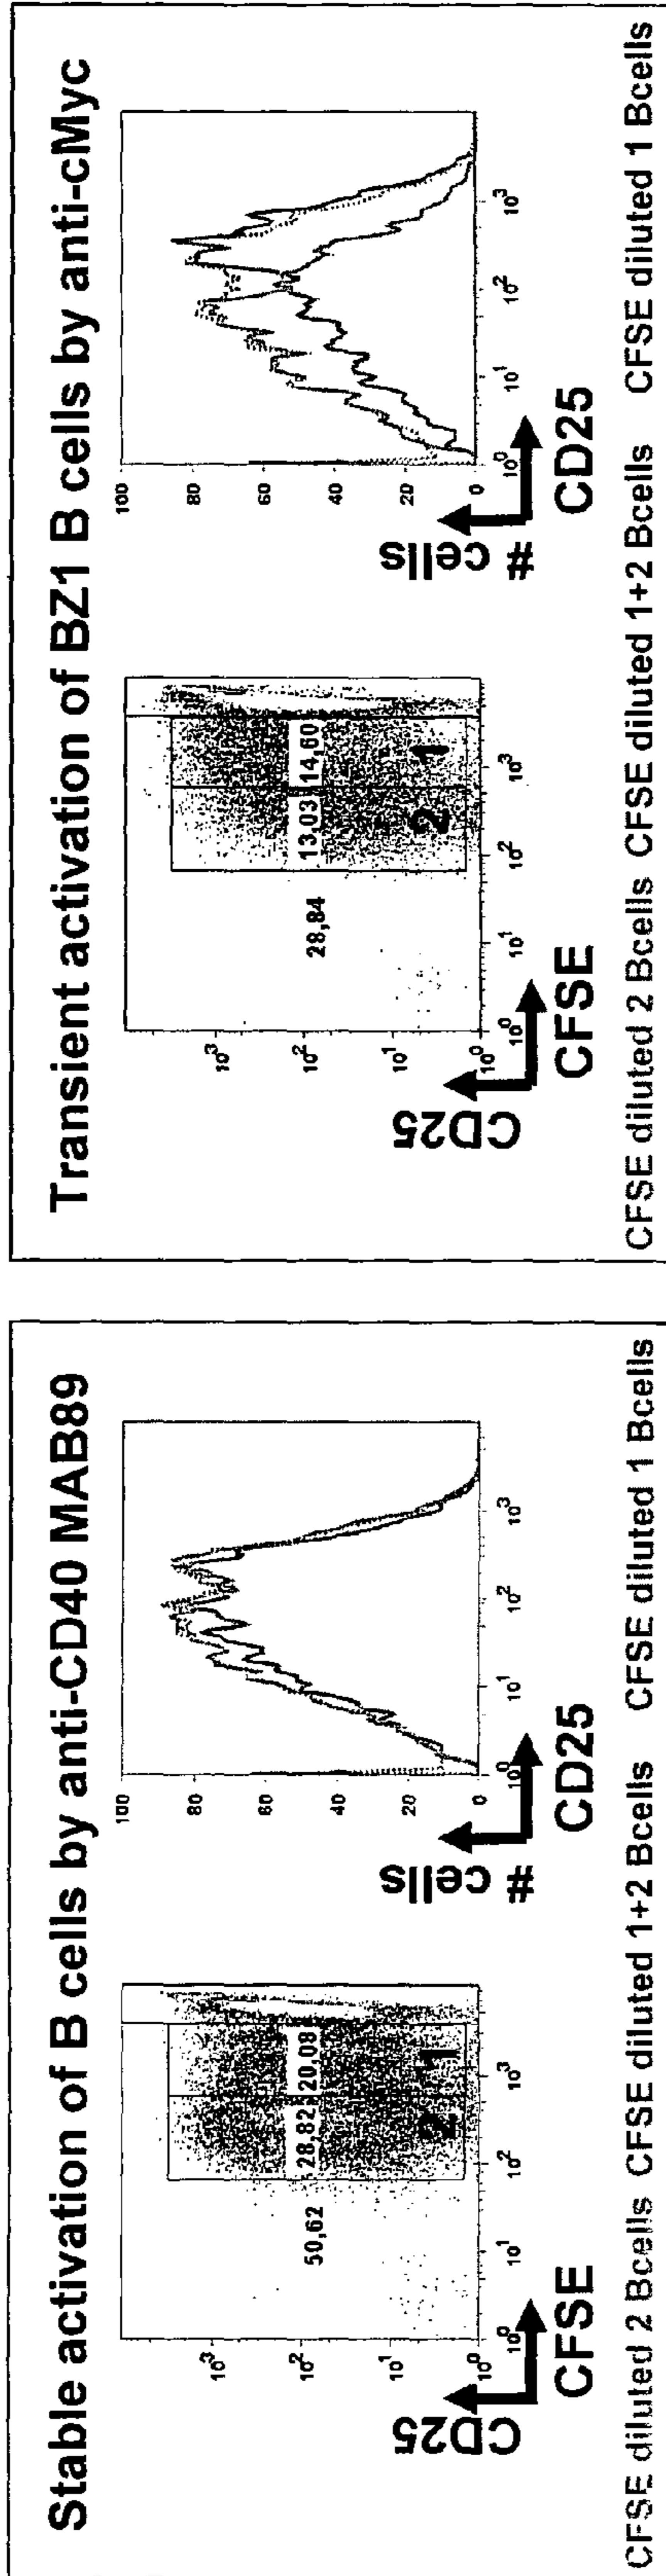 Stable activation of B cells by anti-CD40 MAB89
CD25
10³
10²
10¹
10⁰
50,62
28,82
20,08
2
1
10⁰
10¹
10²
10³
CFSE
# cells
100
80
60
40
20
0
10⁰
10¹
10²
10³
CD25
CFSE diluted 2 Bcells
CFSE diluted 1+2 Bcells
CFSE diluted 1 Bcells
Transient activation of BZ1 B cells by anti-cMyc
CD25
10³
10²
10¹
10⁰
28,84
13,03
14,60
2
1
10⁰
10¹
10²
10³
CFSE
# cells
100
80
60
40
20
0
10⁰
10¹
10²
10³
CD25
CFSE diluted 2 Bcells
CFSE diluted 1+2 Bcells
CFSE diluted 1 Bcells